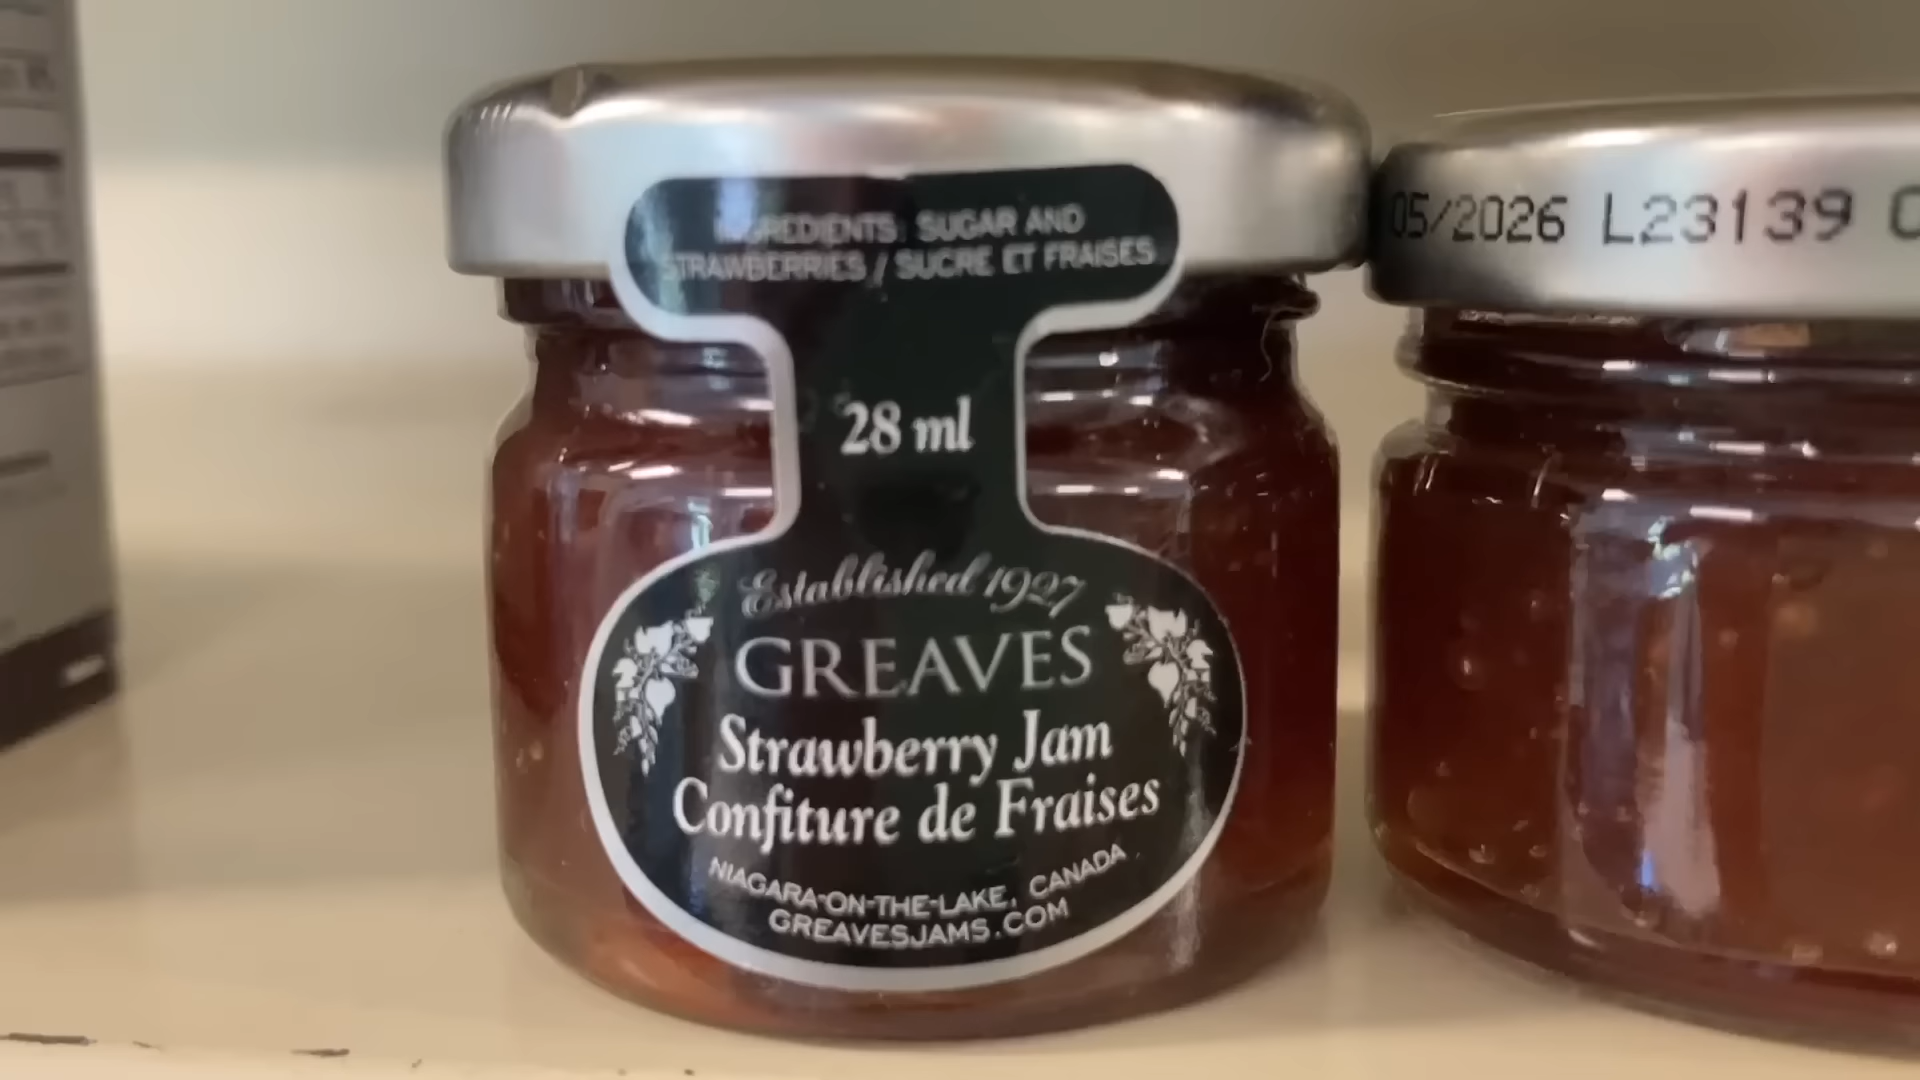 INGREDIENTS: SUGAR AND
STRAWBERRIES / SUCRE ET FRAISES
28 ml
Established 1927
GREAVES
Strawberry Jam
Confiture de Fraises
NIAGARA-ON-THE-LAKE, CANADA
GREAVESJAMS.COM
05/2026 L23139